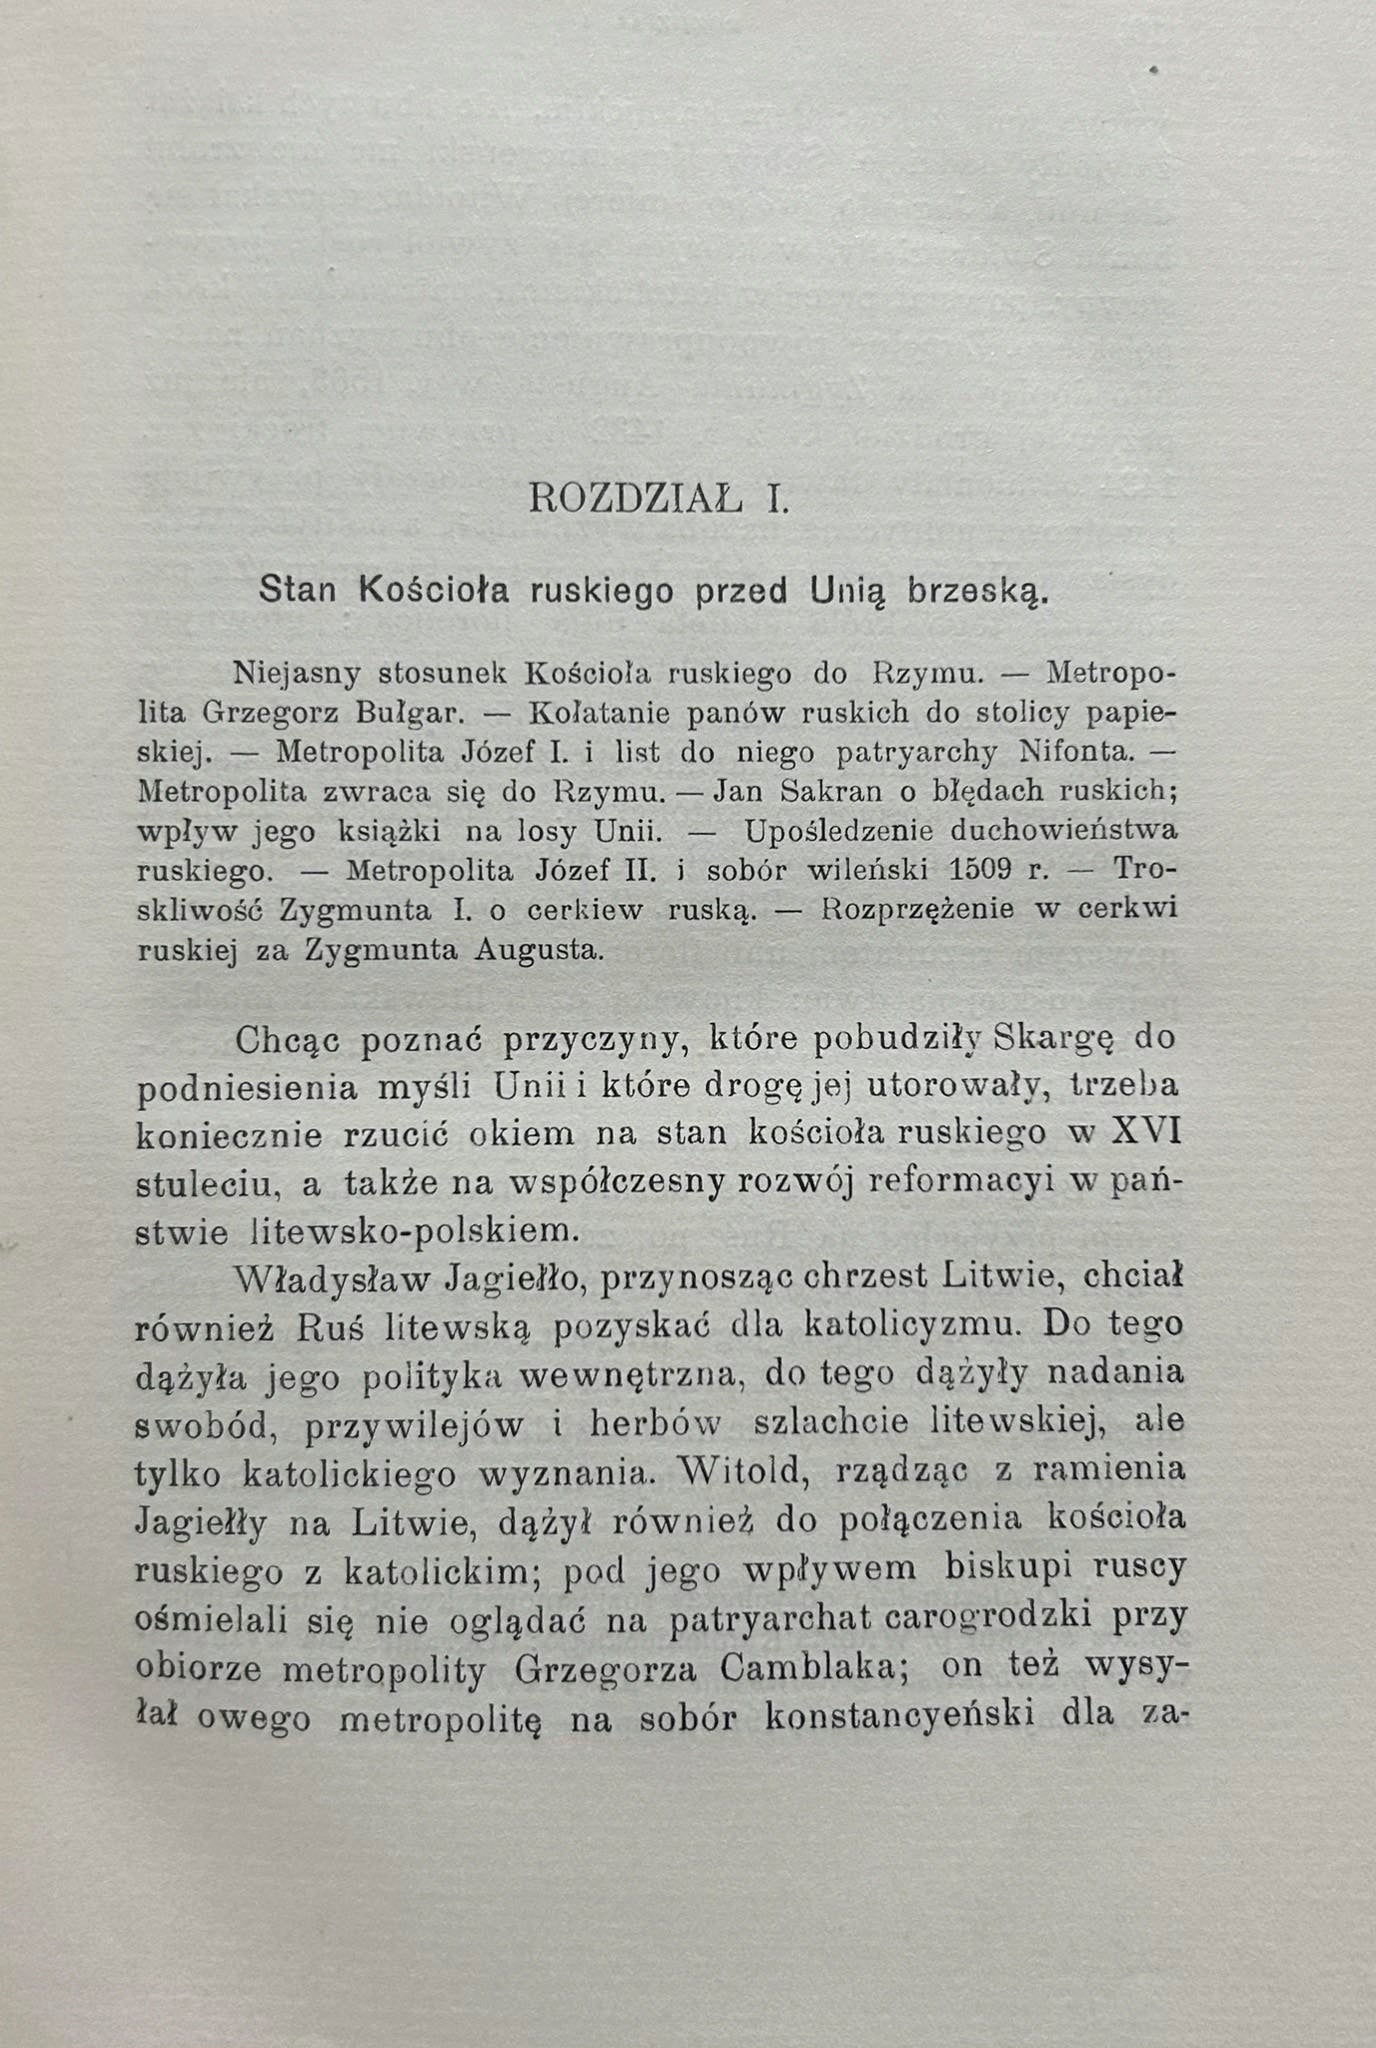 ROZDZIAŁ I.
Stan Kościoła ruskiego przed Unią brzeską.
Niejasny stosunek Kościoła ruskiego do Rzymu. — Metropo-
lita Grzegorz Bułgar. — Kołatanie panów ruskich do stolicy papie-
skiej. — Metropolita Józef I. i list do niego patryarchy Nifonta. —
Metropolita zwraca się do Rzymu. — Jan Sakran o błędach ruskich;
wpływ jego książki na losy Unii. — Upośledzenie duchowieństwa
ruskiego. — Metropolita Józef II. i sobór wileński 1509 r. — Tro-
skliwość Zygmunta I. o cerkiew ruską. — Rozprzężenie w cerkwi
ruskiej za Zygmunta Augusta.
Chcąc poznać przyczyny, które pobudziły Skargę do
podniesienia myśli Unii i które drogę jej utorowały, trzeba
koniecznie rzucić okiem na stan kościoła ruskiego w XVI
stuleciu, a także na współczesny rozwój reformacyi w pań-
stwie litewsko-polskiem.
Władysław Jagiełło, przynosząc chrzest Litwie, chciał
również Ruś litewską pozyskać dla katolicyzmu. Do tego
dążyła jego polityka wewnętrzna, do tego dążyły nadania
swobód, przywilejów i herbów szlachcie litewskiej, ale
tylko katolickiego wyznania. Witold, rządząc z ramienia
Jagiełły na Litwie, dążył również do połączenia kościoła
ruskiego z katolickim; pod jego wpływem biskupi ruscy
ośmielali się nie oglądać na patryarchat carogrodzki przy
obiorze metropolity Grzegorza Camblaka; on też wysy-
łał owego metropolitę na sobór konstancyeński dla za-